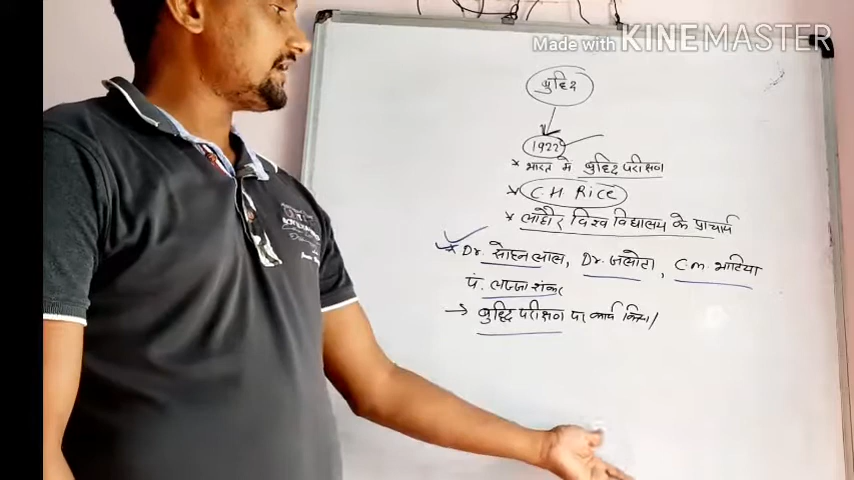 Made with KINEMASTER
बुद्धि
1922
* भारत में बुद्धि परीक्षण
* C.H Rice
* लाहौर विश्व विद्यालय के प्राचार्य
* Dr. सोहनलाल, Dr. जलोटा, C.M. भाटिया
पं. लज्जा शंकर
→ बुद्धि परीक्षण पर कार्य किया/